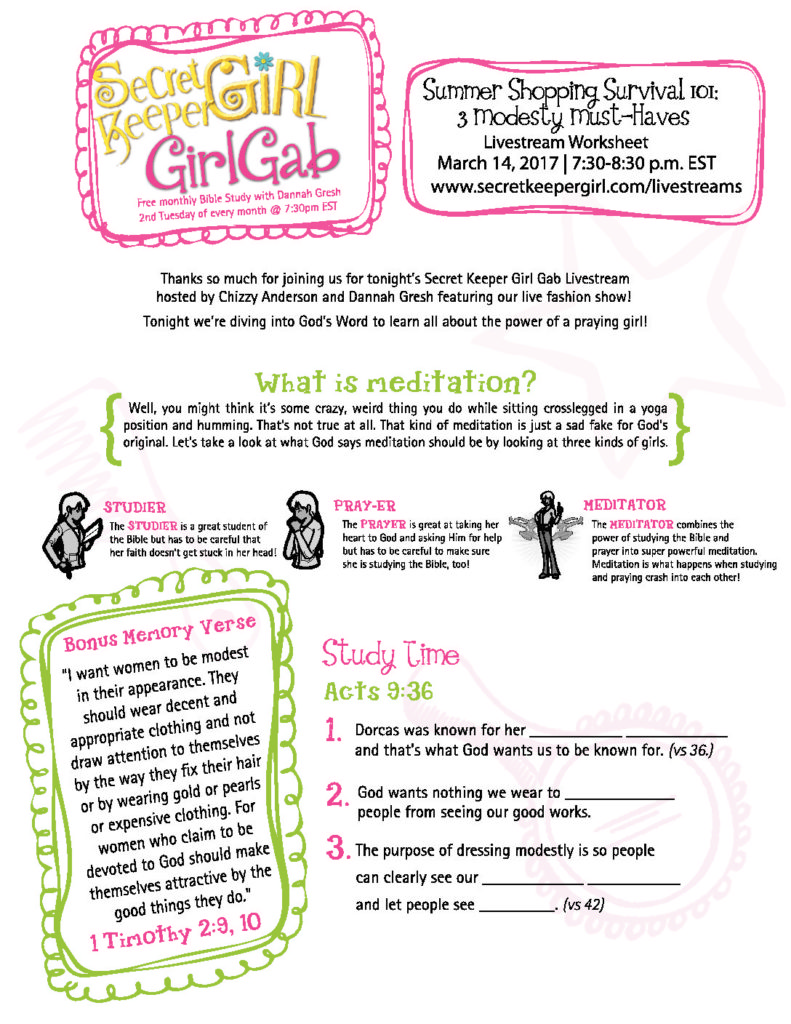 Secret
Keeper GiRL
GirlGab
Free monthly Bible Study with Dannah Gresh
2nd Tuesday of every month @ 7:30pm EST
Summer Shopping Survival 101:
3 Modesty Must-Haves
Livestream Worksheet
March 14, 2017 | 7:30-8:30 p.m. EST
www.secretkeepergirl.com/livestreams
Thanks so much for joining us for tonight's Secret Keeper Girl Gab Livestream
hosted by Chizzy Anderson and Dannah Gresh featuring our live fashion show!
Tonight we're diving into God's Word to learn all about the power of a praying girl!
What is meditation?
Well, you might think it's some crazy, weird thing you do while sitting crosslegged in a yoga
position and humming. That's not true at all. That kind of meditation is just a sad fake for God's
original. Let's take a look at what God says meditation should be by looking at three kinds of girls.
STUDIER
The STUDIER is a great student of
the Bible but has to be careful that
her faith doesn't get stuck in her head!
PRAY-ER
The PRAYER is great at taking her
heart to God and asking Him for help
but has to be careful to make sure
she is studying the Bible, too!
MEDITATOR
The MEDITATOR combines the
power of studying the Bible and
prayer into super powerful meditation.
Meditation is what happens when studying
and praying crash into each other!
Bonus Memory Verse
"I want women to be modest
in their appearance. They
should wear decent and
appropriate clothing and not
draw attention to themselves
by the way they fix their hair
or by wearing gold or pearls
or expensive clothing. For
women who claim to be
devoted to God should make
themselves attractive by the
good things they do."
1 Timothy 2:9, 10
Study Time
Acts 9:36
1. Dorcas was known for her ____________ ____________
and that's what God wants us to be known for. (vs 36.)
2. God wants nothing we wear to ____________
people from seeing our good works.
3. The purpose of dressing modestly is so people
can clearly see our ____________ ____________
and let people see _________. (vs 42)